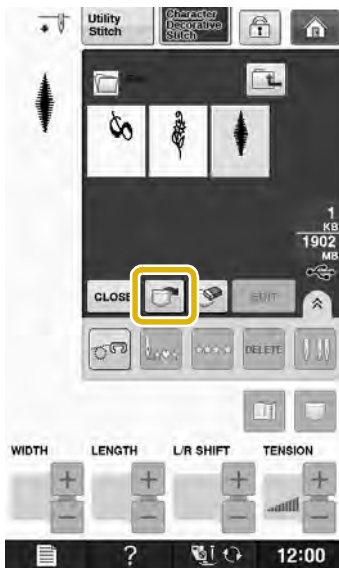 Utility
Stitch
Character
Decorative
Stitch
1
KB
1902
MB
CLOSE
EDIT
DELETE
WIDTH
LENGTH
L/R SHIFT
TENSION
12:00